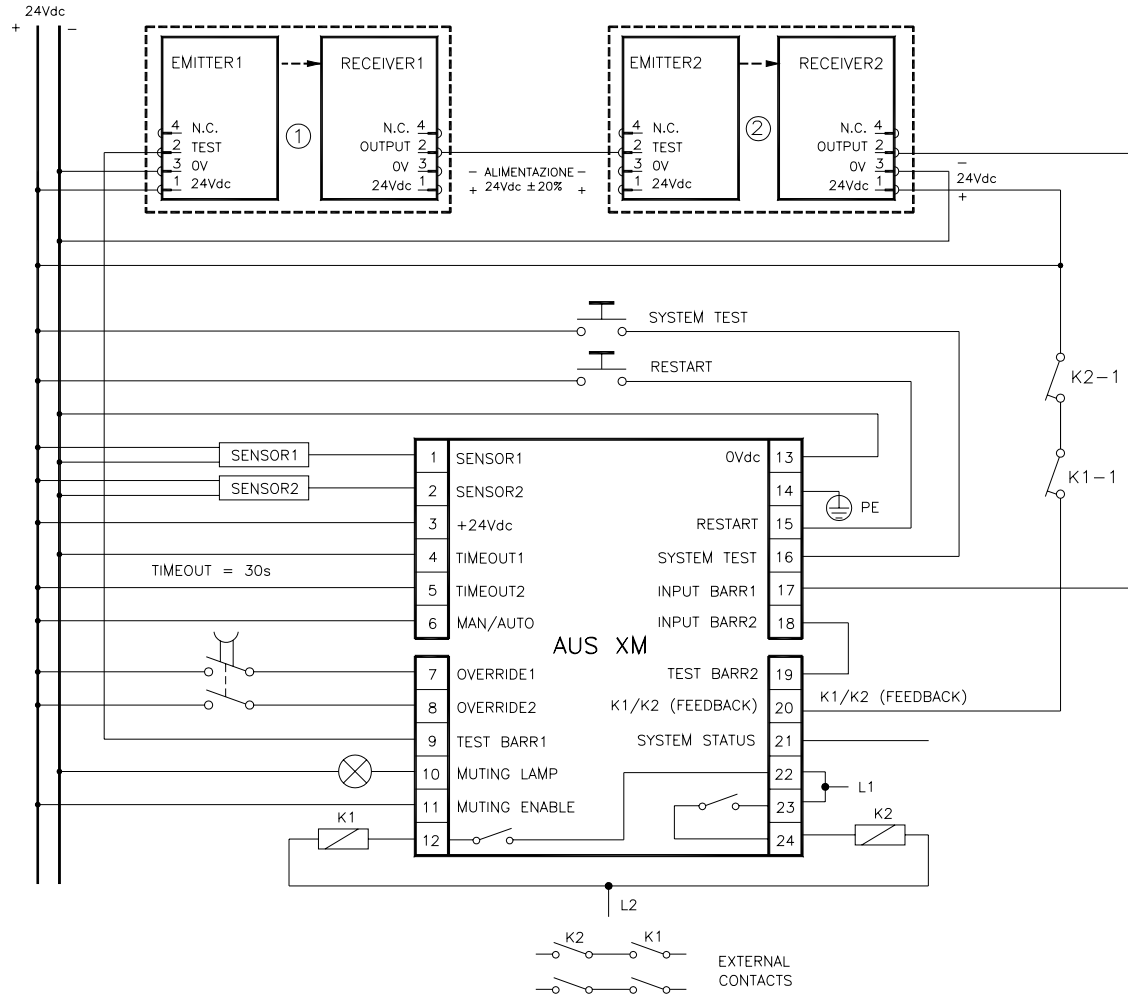 24Vdc
+ −
EMITTER1
RECEIVER1
EMITTER2
RECEIVER2
4 N.C.
2 TEST
3 0V
1 24Vdc
1
N.C. 4
OUTPUT 2
0V 3
24Vdc 1
− ALIMENTAZIONE −
+ 24Vdc ±20% +
4 N.C.
2 TEST
3 0V
1 24Vdc
2
N.C. 4
OUTPUT 2
0V 3
24Vdc 1
−
24Vdc
+
SYSTEM TEST
RESTART
K2−1
K1−1
SENSOR1
SENSOR2
TIMEOUT = 30s
1 SENSOR1
2 SENSOR2
3 +24Vdc
4 TIMEOUT1
5 TIMEOUT2
6 MAN/AUTO
7 OVERRIDE1
8 OVERRIDE2
9 TEST BARR1
10 MUTING LAMP
11 MUTING ENABLE
12
AUS XM
0Vdc 13
14
PE
RESTART 15
SYSTEM TEST 16
INPUT BARR1 17
INPUT BARR2 18
TEST BARR2 19
K1/K2 (FEEDBACK) 20
K1/K2 (FEEDBACK)
SYSTEM STATUS 21
22
23
24
L1
K1
K2
L2
K2 K1
EXTERNAL
CONTACTS